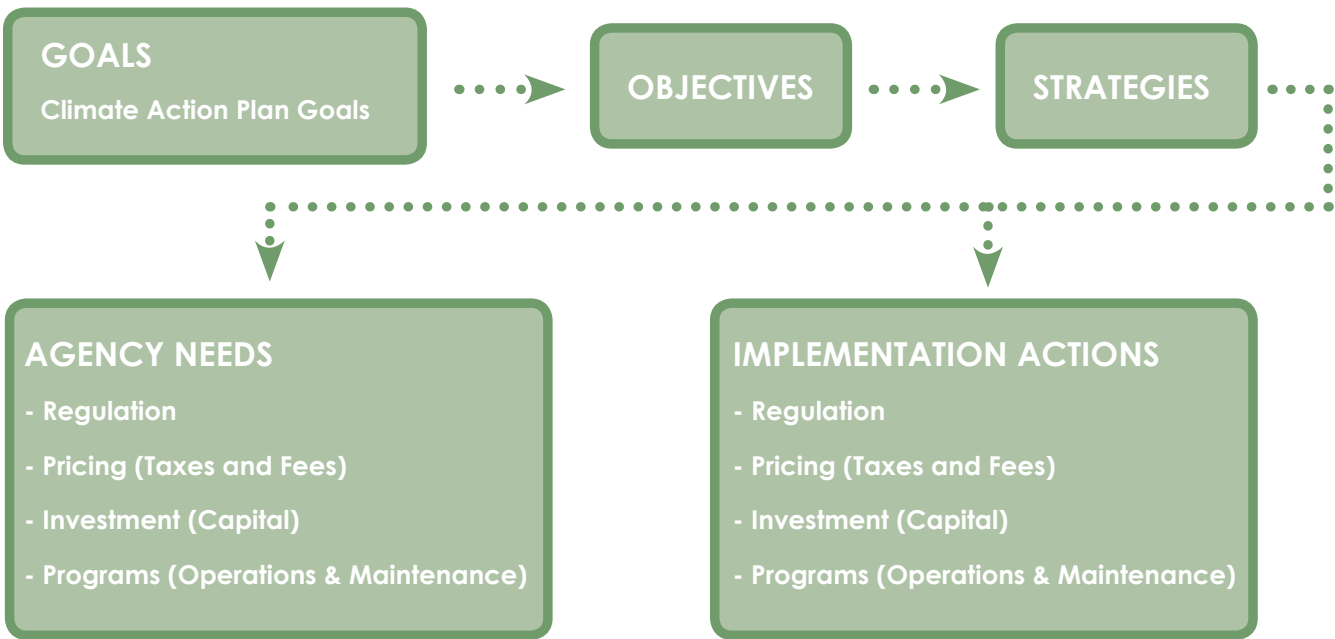 GOALS
Climate Action Plan Goals
OBJECTIVES
STRATEGIES
AGENCY NEEDS
- Regulation
- Pricing (Taxes and Fees)
- Investment (Capital)
- Programs (Operations & Maintenance)
IMPLEMENTATION ACTIONS
- Regulation
- Pricing (Taxes and Fees)
- Investment (Capital)
- Programs (Operations & Maintenance)